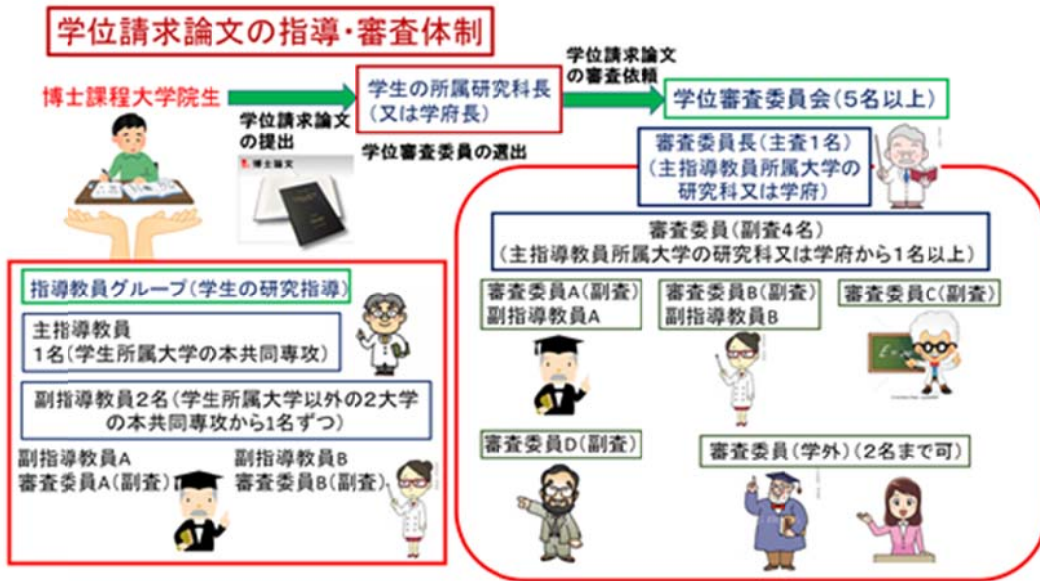 学位請求論文の指導・審査体制
博士課程大学院生
学位請求論文
の提出
博士論文
学生の所属研究科長
(又は学府長)
学位請求論文
の審査依頼
学位審査委員の選出
学位審査委員会(5名以上)
審査委員長(主査1名)
(主指導教員所属大学の
研究科又は学府)
審査委員(副査4名)
(主指導教員所属大学の研究科又は学府から1名以上)
審査委員A(副査)
副指導教員A
審査委員B(副査)
副指導教員B
審査委員C(副査)
審査委員D(副査)
審査委員(学外)(2名まで可)
指導教員グループ(学生の研究指導)
主指導教員
1名(学生所属大学の本共同専攻)
副指導教員2名(学生所属大学以外の2大学
の本共同専攻から1名ずつ)
副指導教員A
審査委員A(副査)
副指導教員B
審査委員B(副査)